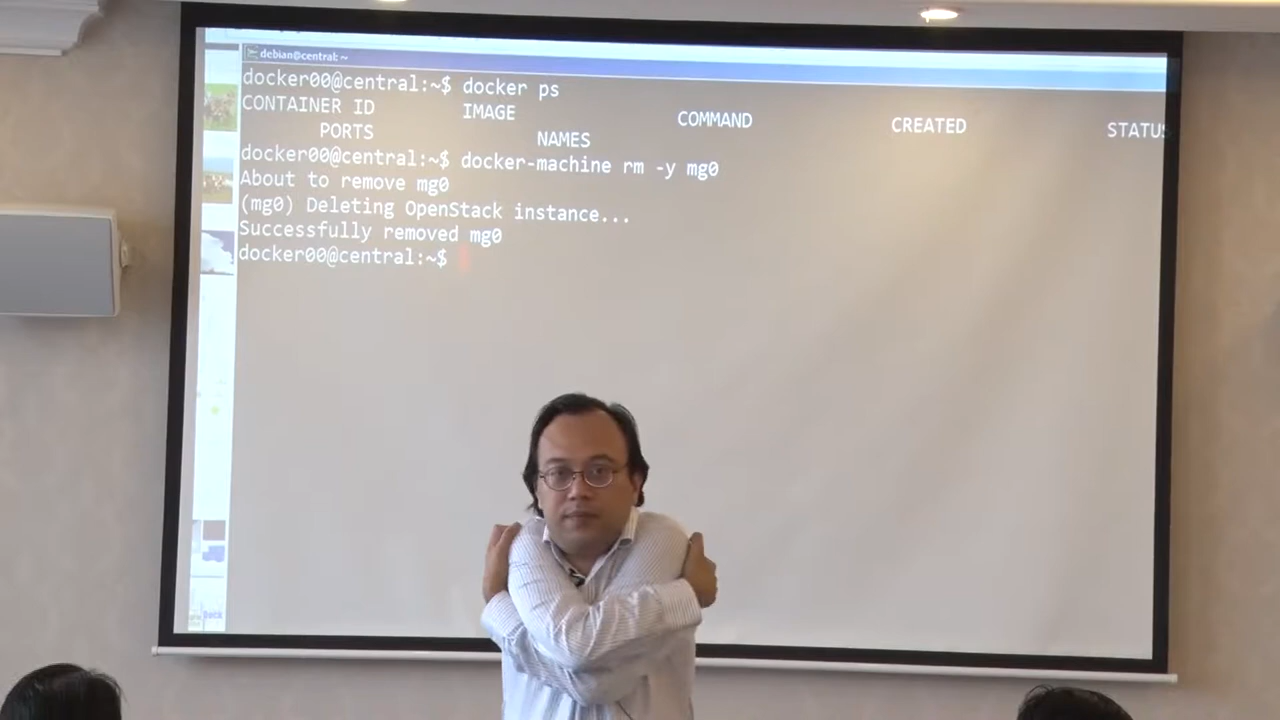 debian@central: ~
docker00@central:~$ docker ps
CONTAINER ID IMAGE COMMAND CREATED STATUS
PORTS NAMES
docker00@central:~$ docker-machine rm -y mg0
About to remove mg0
(mg0) Deleting OpenStack instance...
Successfully removed mg0
docker00@central:~$